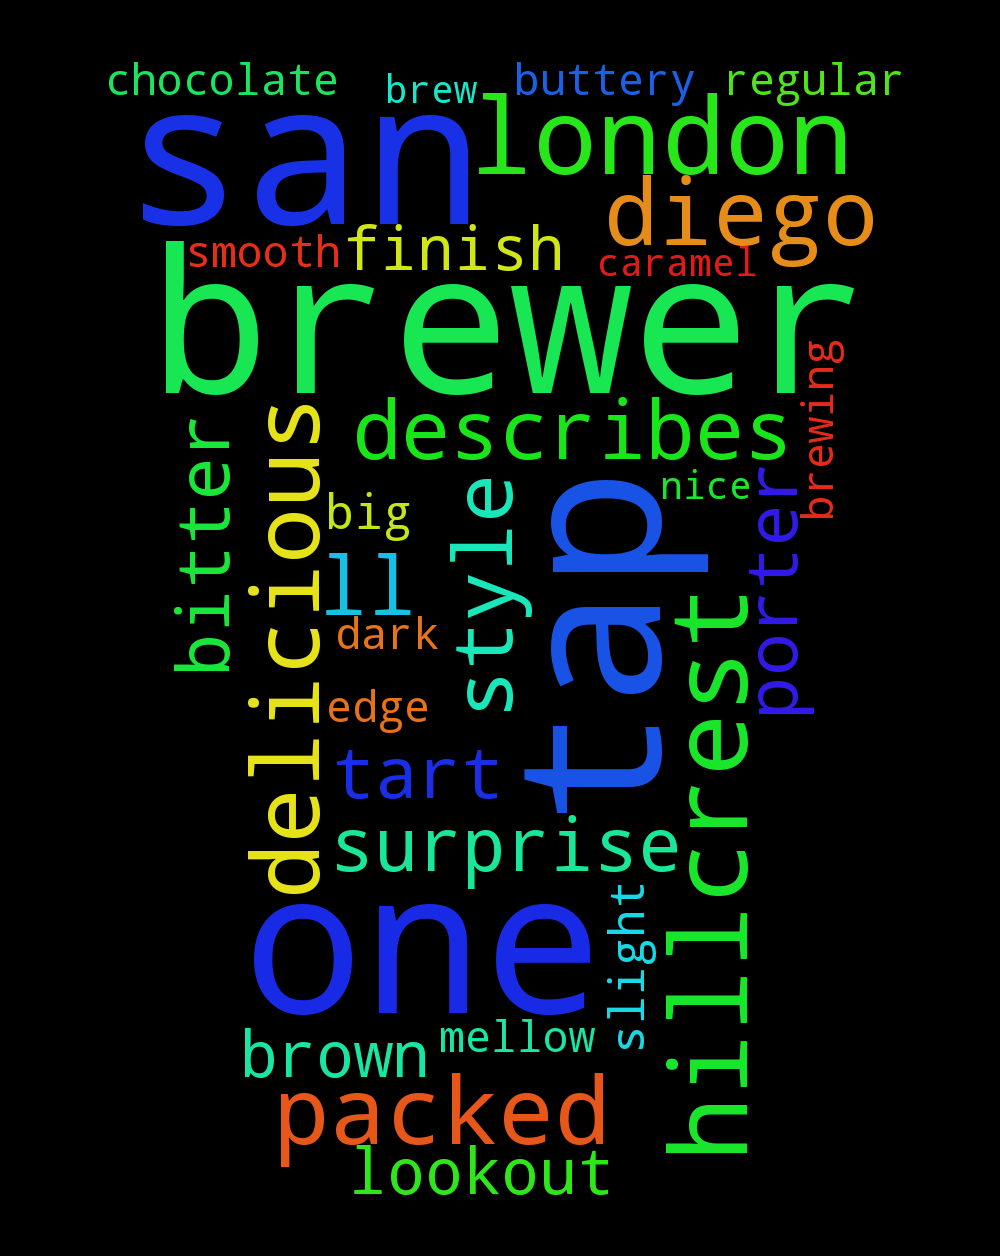 chocolate
brew
buttery
regular
san
london
diego
smooth
finish
caramel
brewer
brewing
describes
bitter
delicious
big
style
tap
nice
porter
ll
dark
edge
tart
hillcrest
surprise
one
slight
brown
mellow
packed
lookout